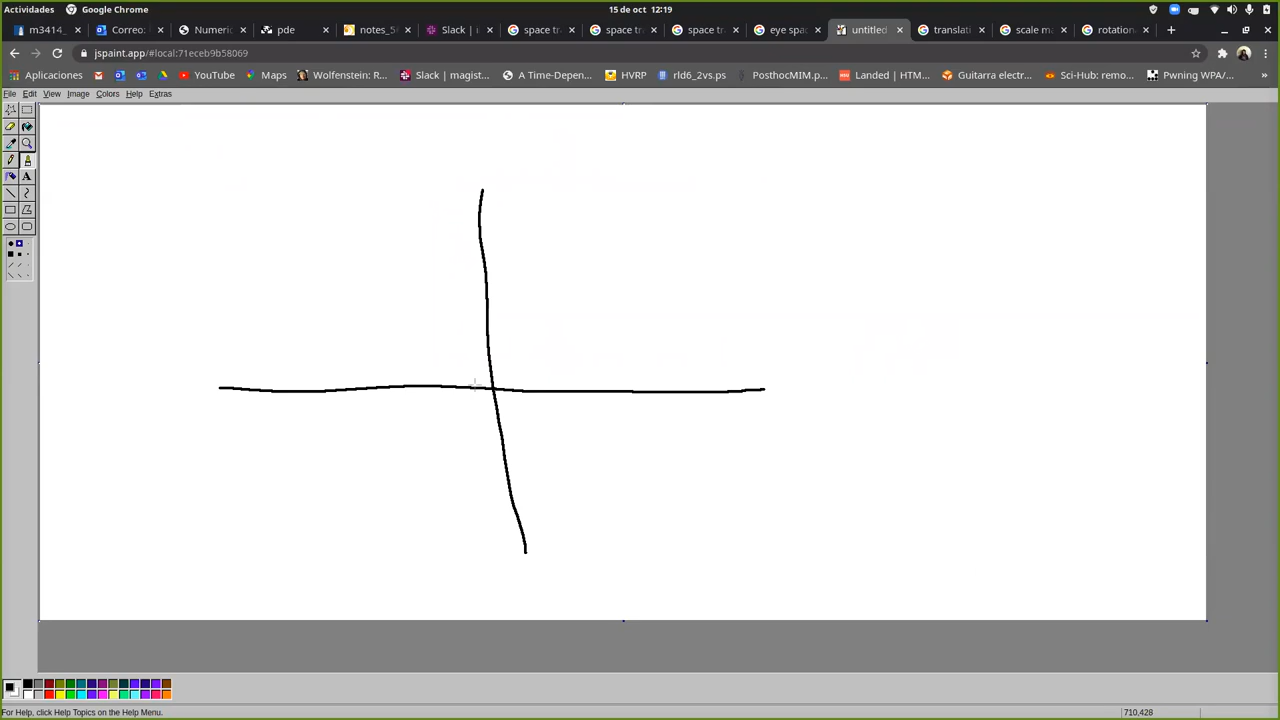 Actividades Google Chrome 15 de oct 12:19
m3414_ Correo: Numeric pde notes_5 Slack | i space tr space tr space tr eye spac untitled translati scale m rotation
jspaint.app/#local:71eceb9b58069
Aplicaciones YouTube Maps Wolfenstein: R... Slack | magist... A Time-Depen... HVRP rld6_2vs.ps PosthocMIM.p... Landed | HTM... Guitarra electr... Sci-Hub: remo... Pwning WPA/... »
File Edit View Image Colors Help Extras
A
For Help, click Help Topics on the Help Menu. 710,428